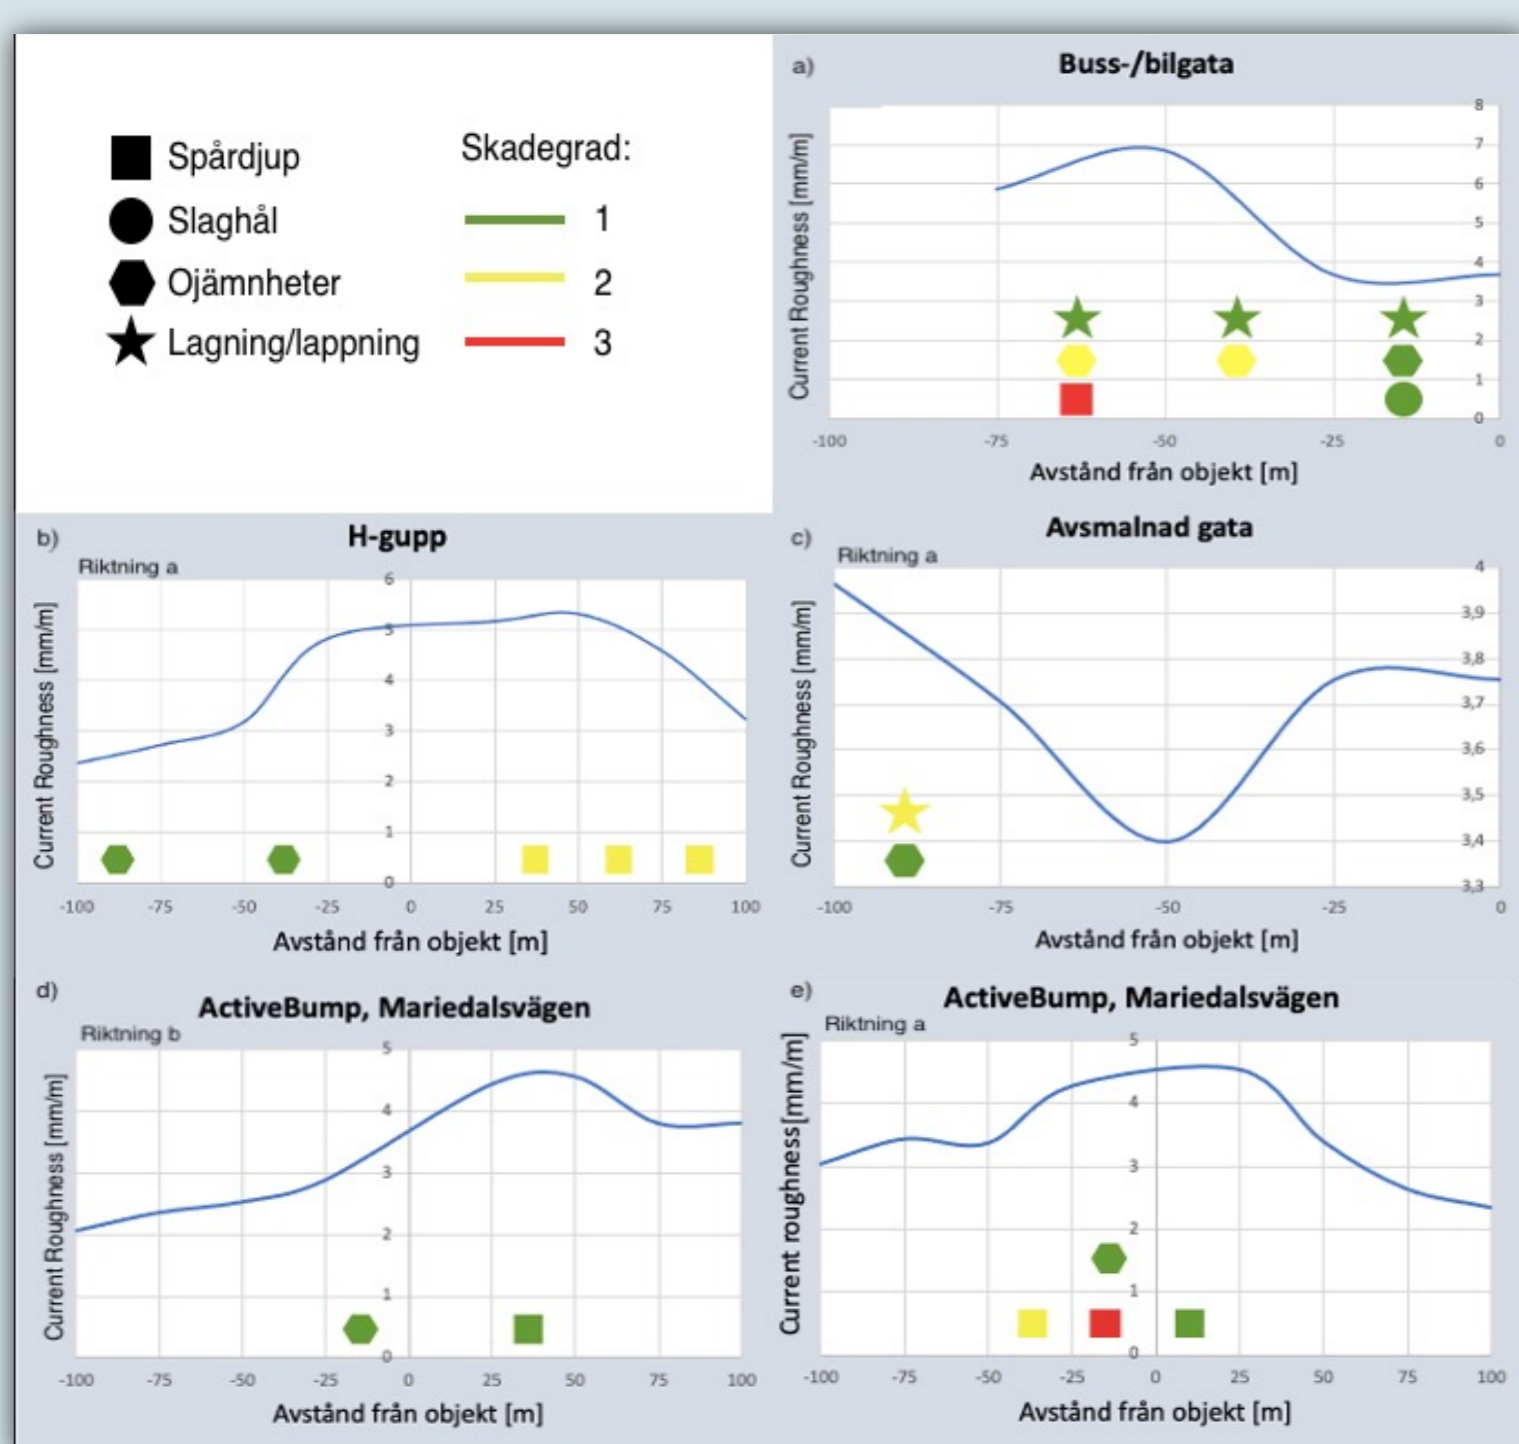 Spårdjup
Slaghål
Ojämnheter
Lagning/lappning
Skadegrad:
1
2
3
a)
Buss-/bilgata
Current Roughness [mm/m]
8
7
6
5
4
3
2
1
0
-100 -75 -50 -25 0
Avstånd från objekt [m]
b)
H-gupp
Riktning a
Current Roughness [mm/m]
6
5
4
3
2
1
0
-100 -75 -50 -25 0 25 50 75 100
Avstånd från objekt [m]
c)
Avsmalnad gata
Riktning a
Current Roughness [mm/m]
4
3,9
3,8
3,7
3,6
3,5
3,4
3,3
-100 -75 -50 -25 0
Avstånd från objekt [m]
d)
ActiveBump, Mariedalsvägen
Riktning b
Current Roughness [mm/m]
5
4
3
2
1
0
-100 -75 -50 -25 0 25 50 75 100
Avstånd från objekt [m]
e)
ActiveBump, Mariedalsvägen
Riktning a
Current roughness [mm/m]
5
4
3
2
1
0
-100 -75 -50 -25 0 25 50 75 100
Avstånd från objekt [m]